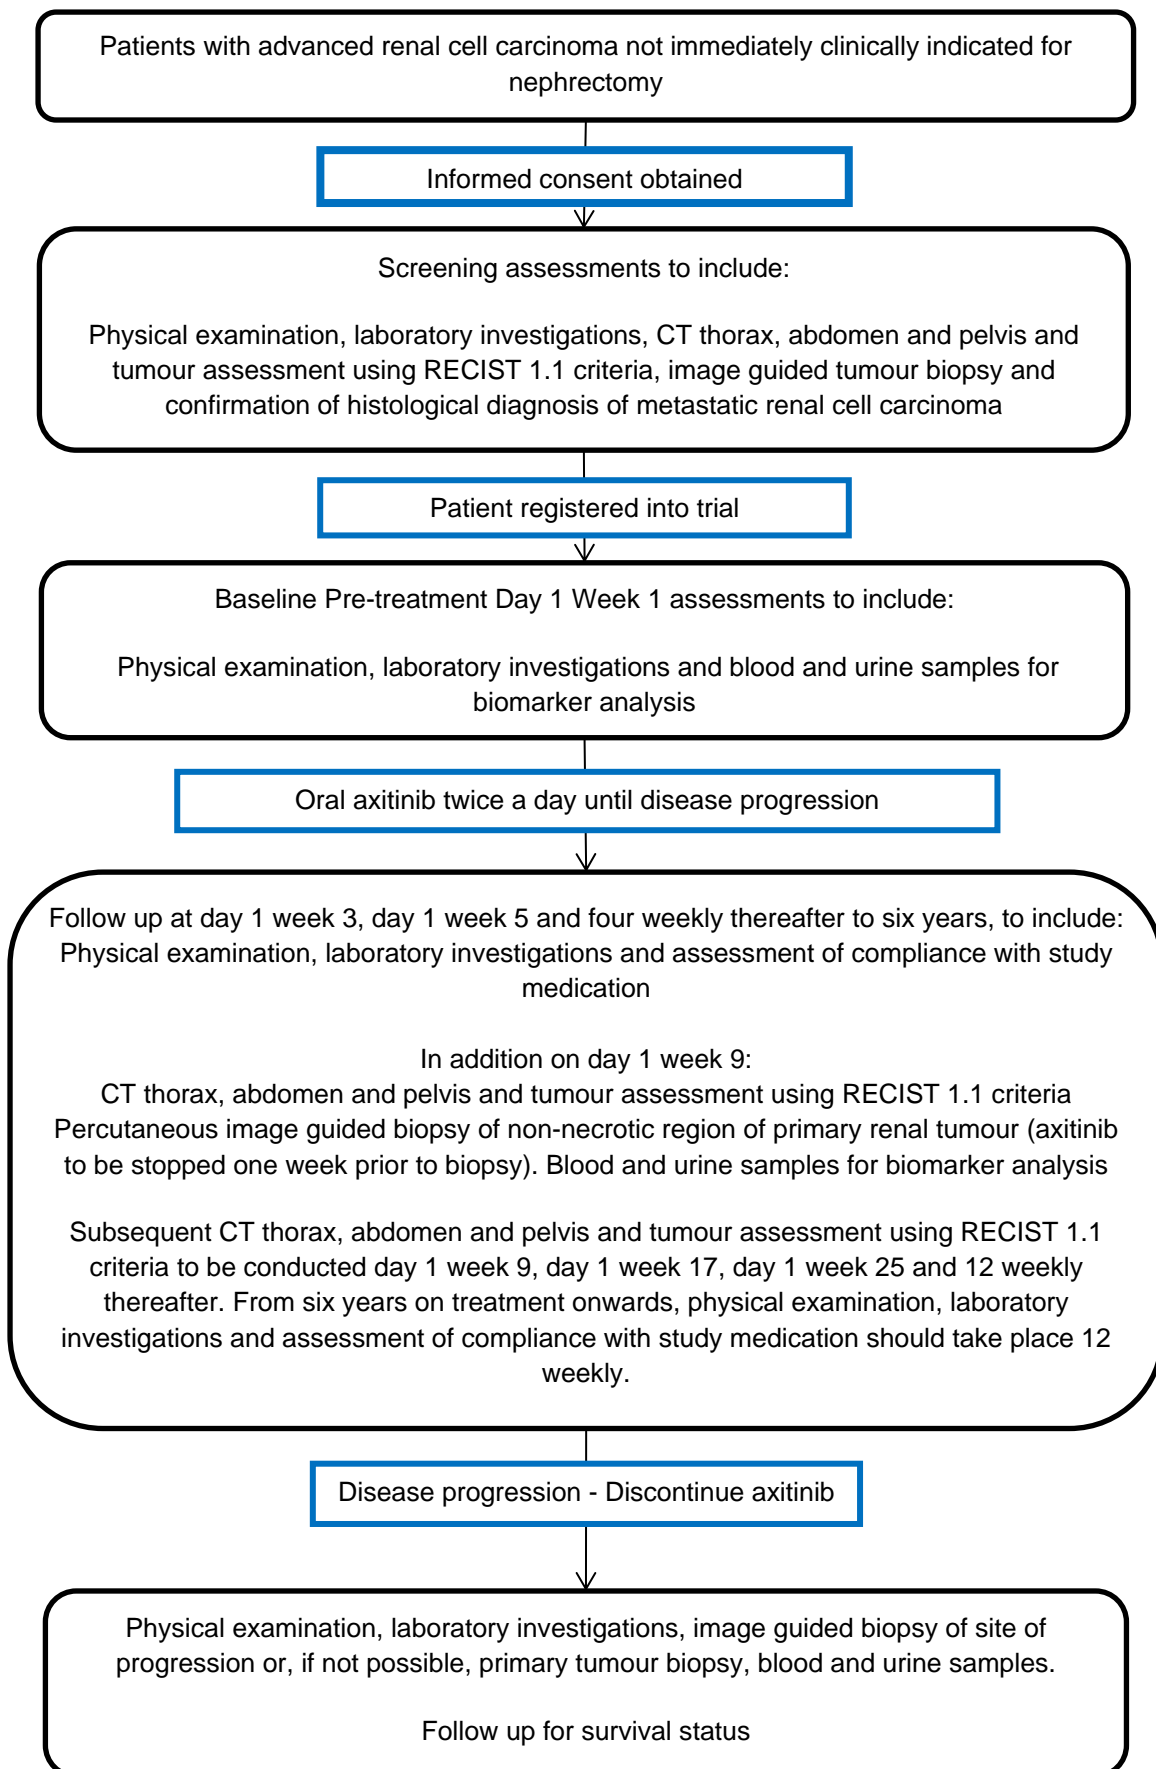 Patients with advanced renal cell carcinoma not immediately clinically indicated for
nephrectomy
Informed consent obtained
Screening assessments to include:
Physical examination, laboratory investigations, CT thorax, abdomen and pelvis and
tumour assessment using RECIST 1.1 criteria, image guided tumour biopsy and
confirmation of histological diagnosis of metastatic renal cell carcinoma
Patient registered into trial
Baseline Pre-treatment Day 1 Week 1 assessments to include:
Physical examination, laboratory investigations and blood and urine samples for
biomarker analysis
Oral axitinib twice a day until disease progression
Follow up at day 1 week 3, day 1 week 5 and four weekly thereafter to six years, to include:
Physical examination, laboratory investigations and assessment of compliance with study
medication
In addition on day 1 week 9:
CT thorax, abdomen and pelvis and tumour assessment using RECIST 1.1 criteria
Percutaneous image guided biopsy of non-necrotic region of primary renal tumour (axitinib
to be stopped one week prior to biopsy). Blood and urine samples for biomarker analysis
Subsequent CT thorax, abdomen and pelvis and tumour assessment using RECIST 1.1
criteria to be conducted day 1 week 9, day 1 week 17, day 1 week 25 and 12 weekly
thereafter. From six years on treatment onwards, physical examination, laboratory
investigations and assessment of compliance with study medication should take place 12
weekly.
Disease progression - Discontinue axitinib
Physical examination, laboratory investigations, image guided biopsy of site of
progression or, if not possible, primary tumour biopsy, blood and urine samples.
Follow up for survival status